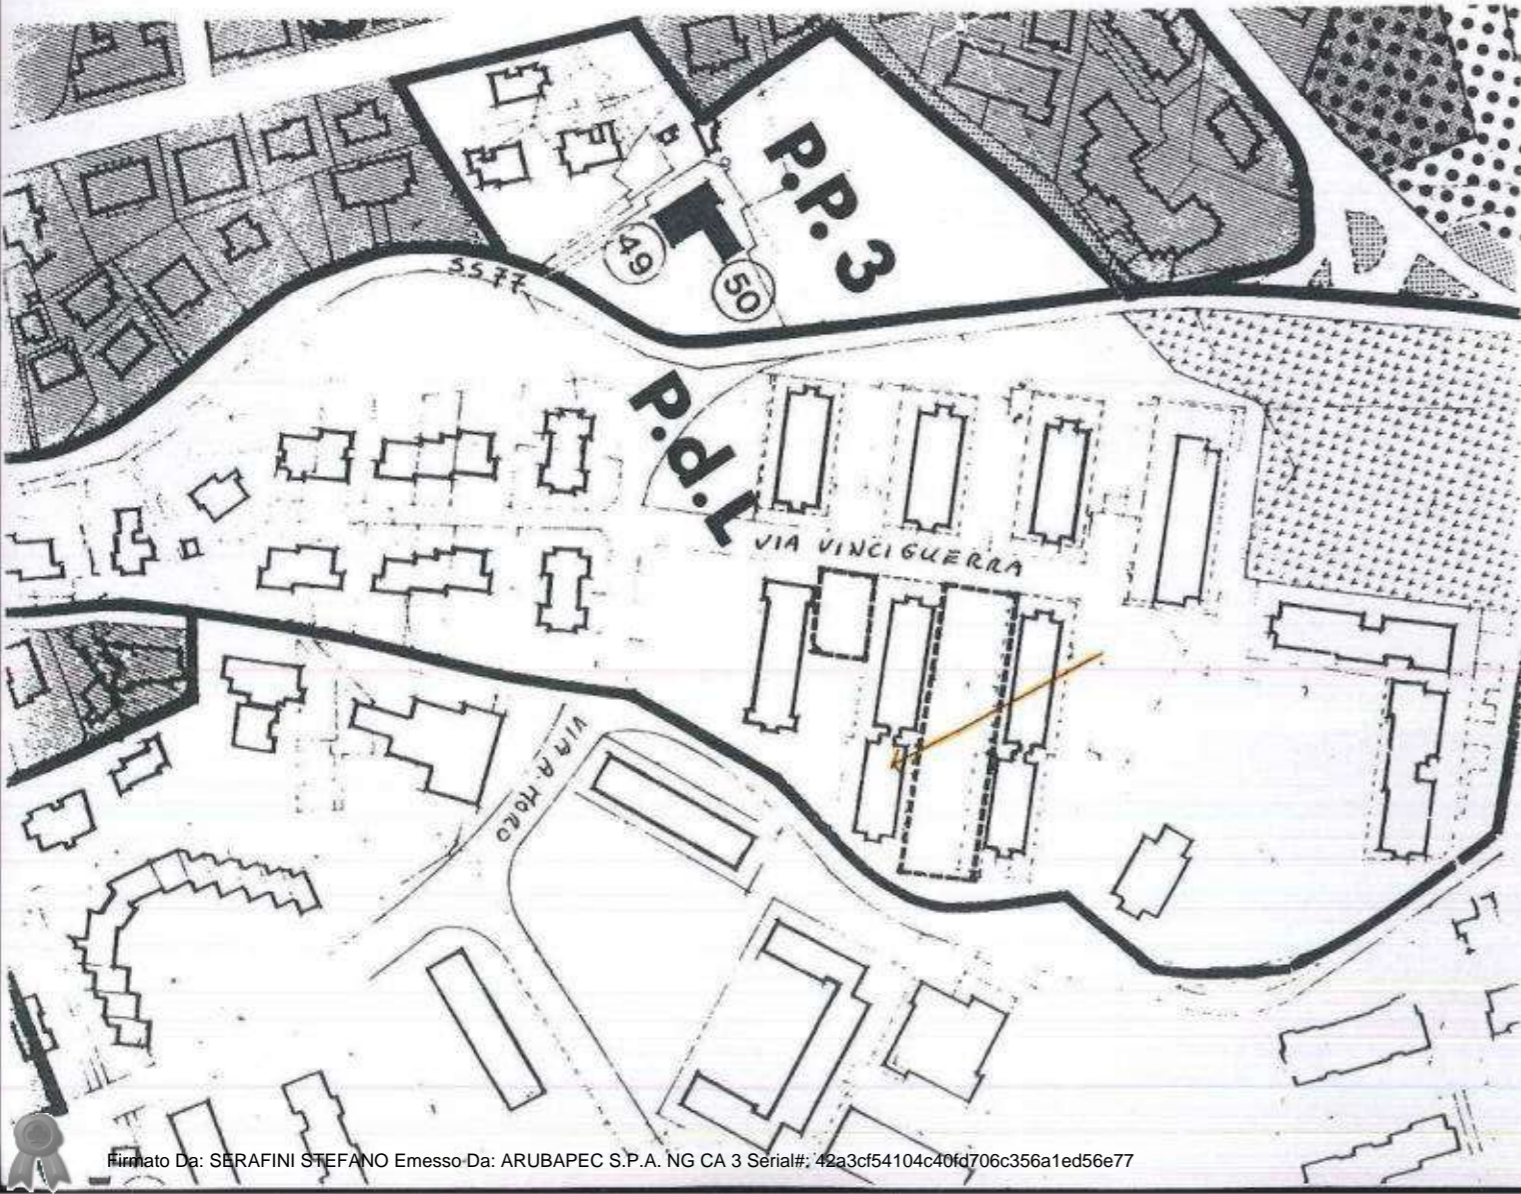 P.P. 3
49
50
SS.77
P.d.L
VIA VINCIGUERRA
VIA A. MORO
Firmato Da: SERAFINI STEFANO Emesso Da: ARUBAPEC S.P.A. NG CA 3 Serial#: 42a3cf54104c40fd706c356a1ed56e77